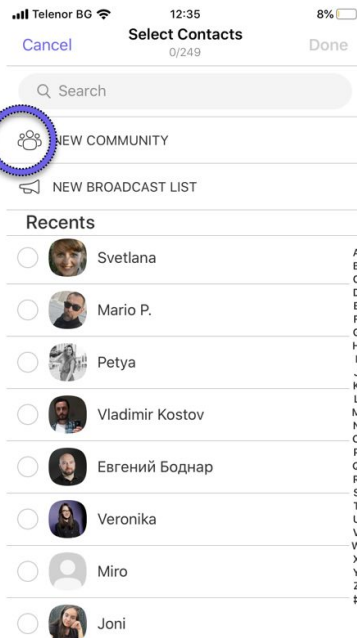 Telenor BG 12:35 8%
Cancel Select Contacts Done
0/249
Search
NEW COMMUNITY
NEW BROADCAST LIST
Recents
Svetlana
Mario P.
Petya
Vladimir Kostov
Евгений Боднар
Veronika
Miro
Joni